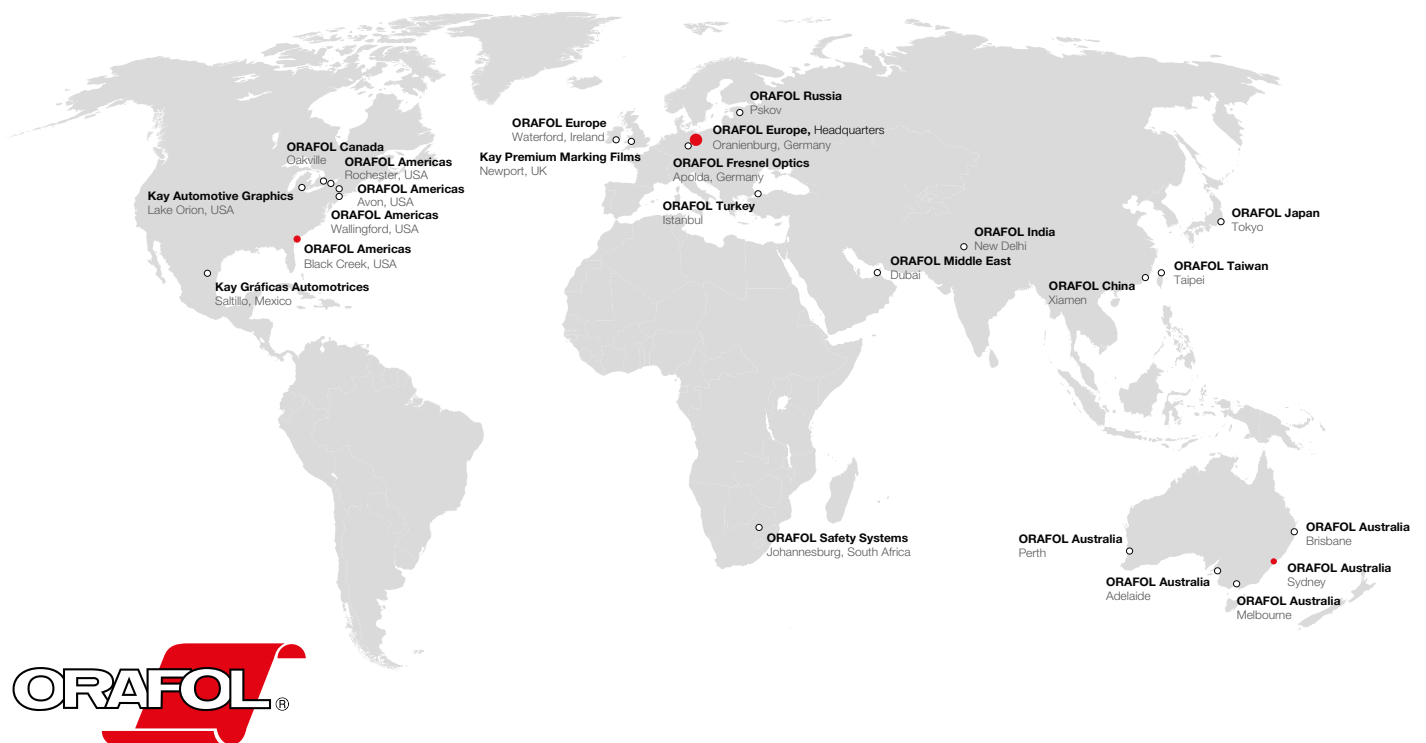 ORAFOL Russia
Pskov
ORAFOL Europe
Waterford, Ireland
ORAFOL Europe, Headquarters
Oranienburg, Germany
Kay Premium Marking Films
Newport, UK
ORAFOL Fresnel Optics
Apolda, Germany
ORAFOL Turkey
Istanbul
ORAFOL Canada
Oakville
ORAFOL Americas
Rochester, USA
Kay Automotive Graphics
Lake Orion, USA
ORAFOL Americas
Avon, USA
ORAFOL Americas
Wallingford, USA
ORAFOL Americas
Black Creek, USA
Kay Gráficas Automotrices
Saltillo, Mexico
ORAFOL Japan
Tokyo
ORAFOL India
New Delhi
ORAFOL Middle East
Dubai
ORAFOL Taiwan
Taipei
ORAFOL China
Xiamen
ORAFOL Safety Systems
Johannesburg, South Africa
ORAFOL Australia
Perth
ORAFOL Australia
Brisbane
ORAFOL Australia
Sydney
ORAFOL Australia
Adelaide
ORAFOL Australia
Melbourne
ORAFOL®